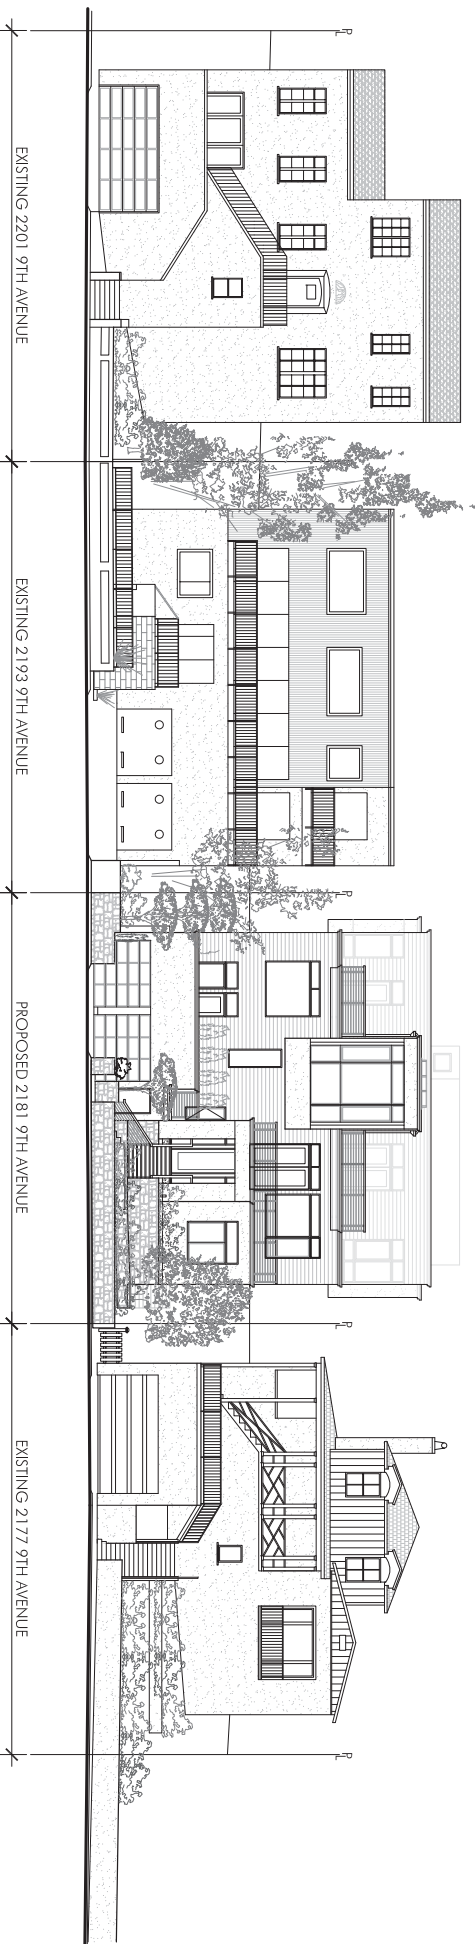 EXISTING 2201 9TH AVENUE
EXISTING 2193 9TH AVENUE
PROPOSED 2181 9TH AVENUE
EXISTING 2177 9TH AVENUE